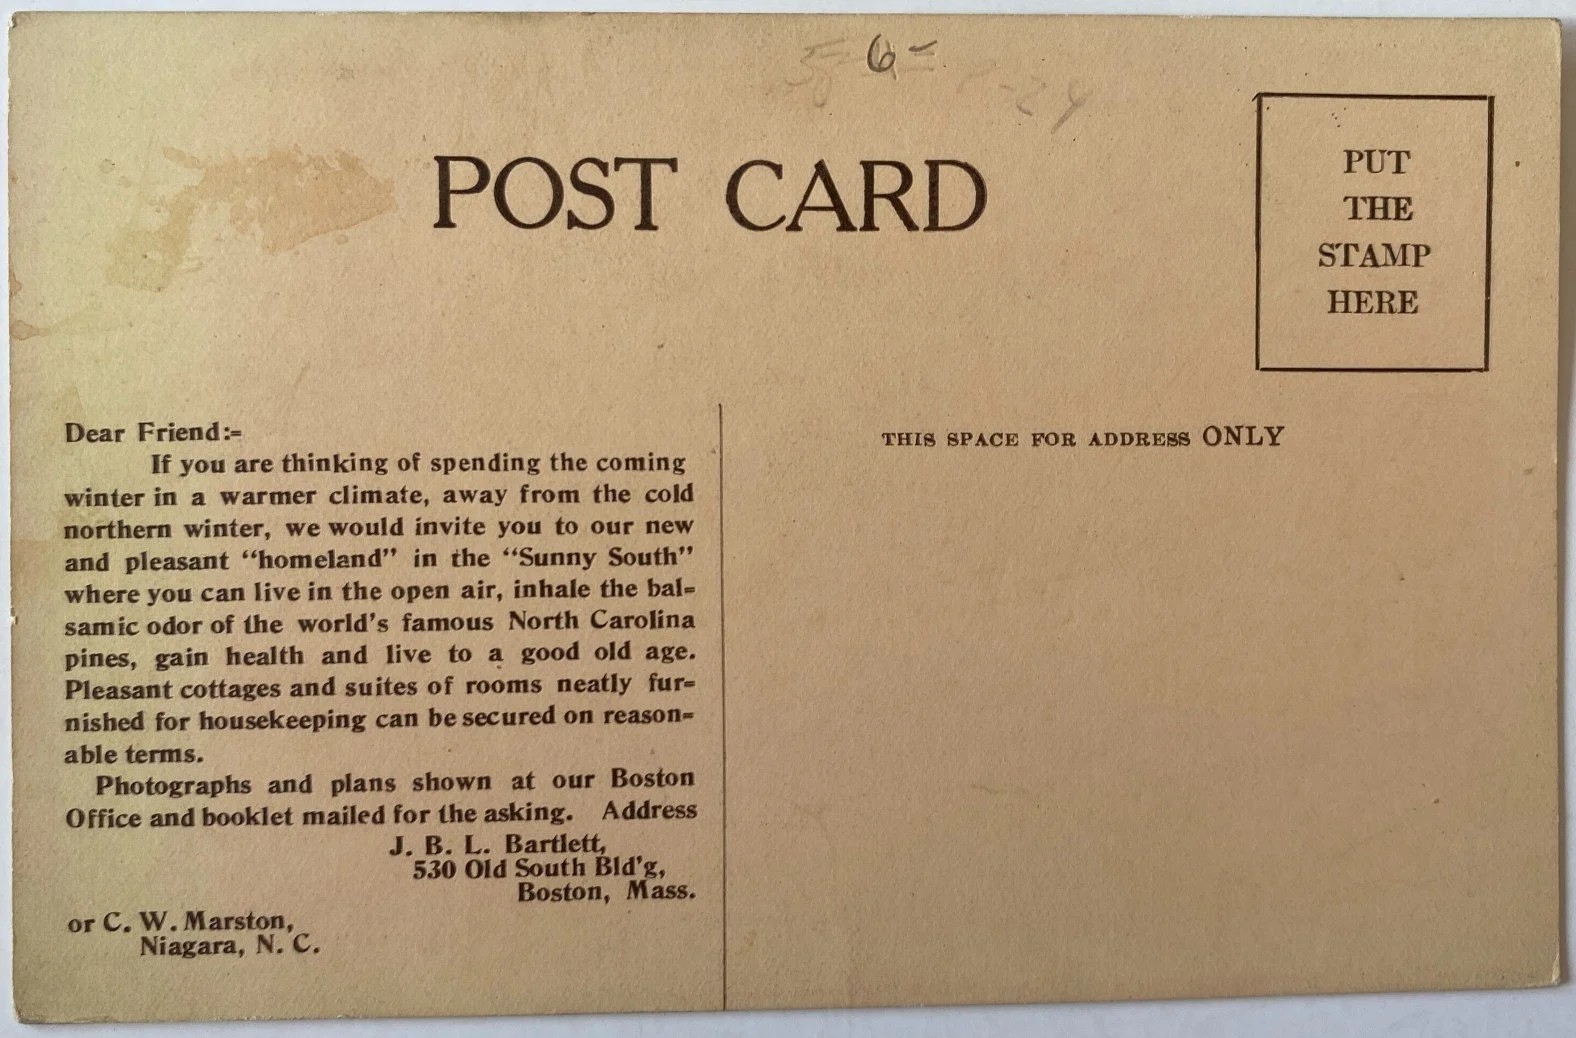 6 =
POST CARD
PUT
THE
STAMP
HERE
Dear Friend:=
If you are thinking of spending the coming
winter in a warmer climate, away from the cold
northern winter, we would invite you to our new
and pleasant “homeland” in the “Sunny South”
where you can live in the open air, inhale the bal=
samic odor of the world's famous North Carolina
pines, gain health and live to a good old age.
Pleasant cottages and suites of rooms neatly fur=
nished for housekeeping can be secured on reason=
able terms.
Photographs and plans shown at our Boston
Office and booklet mailed for the asking. Address
J. B. L. Bartlett,
530 Old South Bld'g,
Boston, Mass.
or C. W. Marston,
Niagara, N. C.
THIS SPACE FOR ADDRESS ONLY